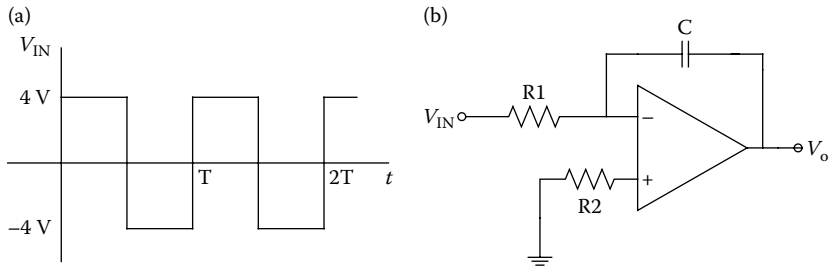 (a)
V_IN
4 V
T
2T
t
–4 V
(b)
C
R1
V_IN
–
V_o
+
R2